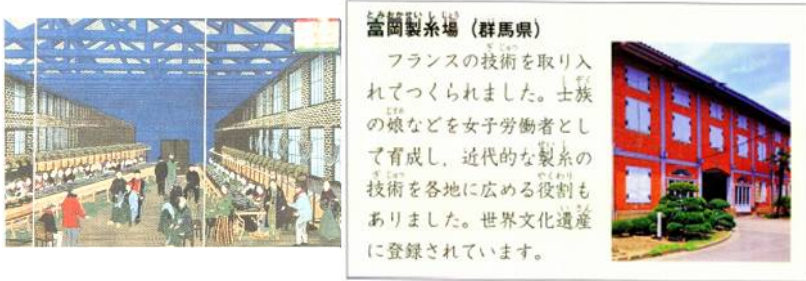 富岡製糸場（群馬県）
フランスの技術を取り入
れてつくられました。士族
の娘などを女子労働者とし
て育成し、近代的な製糸の
技術を各地に広める役割も
ありました。世界文化遺産
に登録されています。